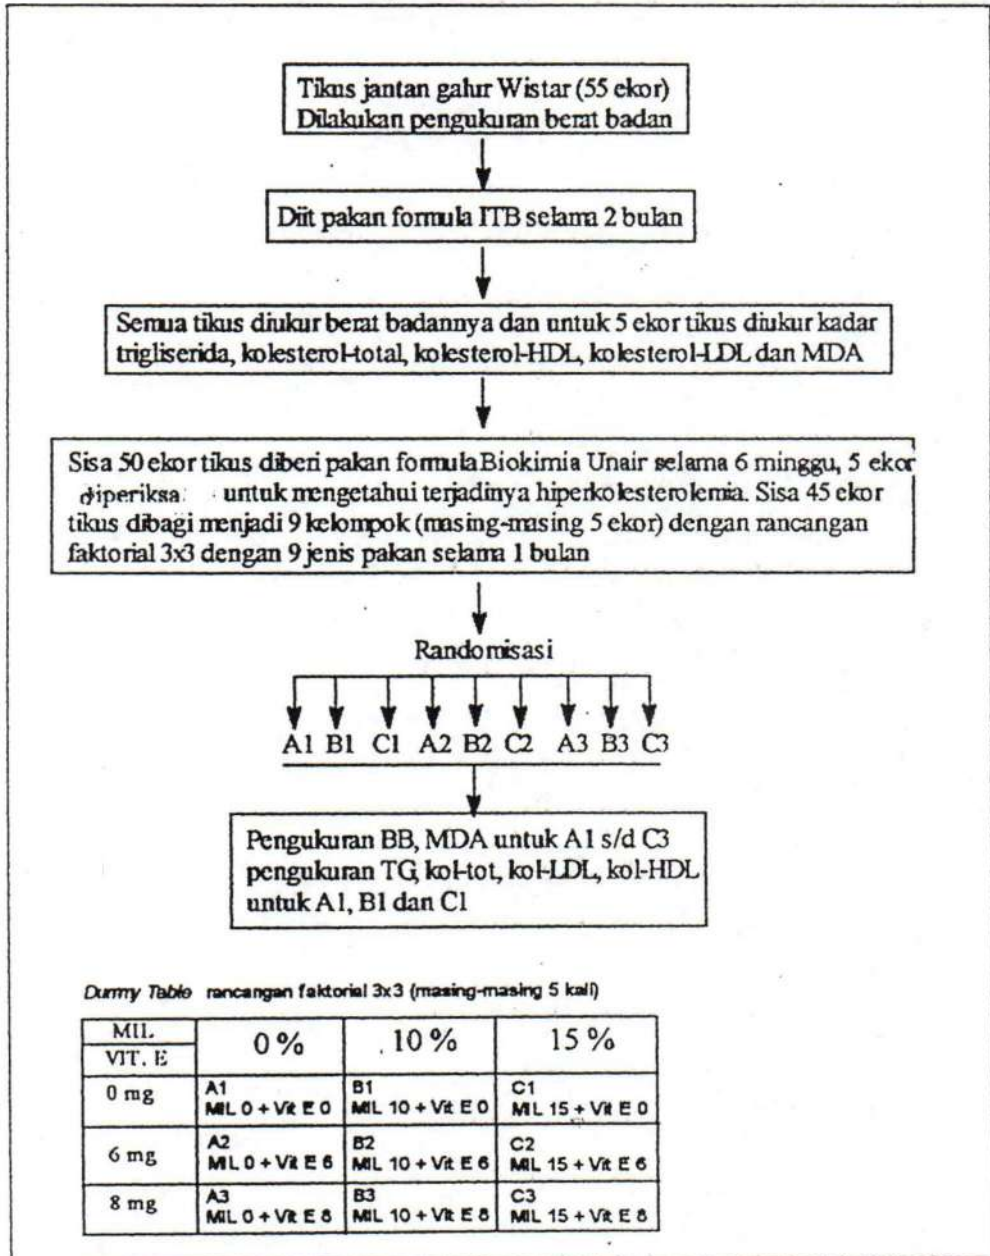 Tikus jantan galur Wistar (55 ekor)
Dilakukan pengukuran berat badan
Diit pakan formula ITB selama 2 bulan
Semua tikus diukur berat badannya dan untuk 5 ekor tikus diukur kadar
trigliserida, kolesterol-total, kolesterol-HDL, kolesterol-LDL dan MDA
Sisa 50 ekor tikus diberi pakan formula Biokimia Unair selama 6 minggu, 5 ekor
diperiksa untuk mengetahui terjadinya hiperkolesterolemia. Sisa 45 ekor
tikus dibagi menjadi 9 kelompok (masing-masing 5 ekor) dengan rancangan
faktorial 3x3 dengan 9 jenis pakan selama 1 bulan
Randomisasi
A1 B1 C1 A2 B2 C2 A3 B3 C3
Pengukuran BB, MDA untuk A1 s/d C3
pengukuran TG, kol-tot, kol-LDL, kol-HDL
untuk A1, B1 dan C1
Dummy Table rancangan faktorial 3x3 (masing-masing 5 kali)
MIL 0 % 10 % 15 %
VIT. E
0 mg A1 B1 C1
MIL 0 + Vit E 0 MIL 10 + Vit E 0 MIL 15 + Vit E 0
6 mg A2 B2 C2
MIL 0 + Vit E 6 MIL 10 + Vit E 6 MIL 15 + Vit E 6
8 mg A3 B3 C3
MIL 0 + Vit E 8 MIL 10 + Vit E 8 MIL 15 + Vit E 8